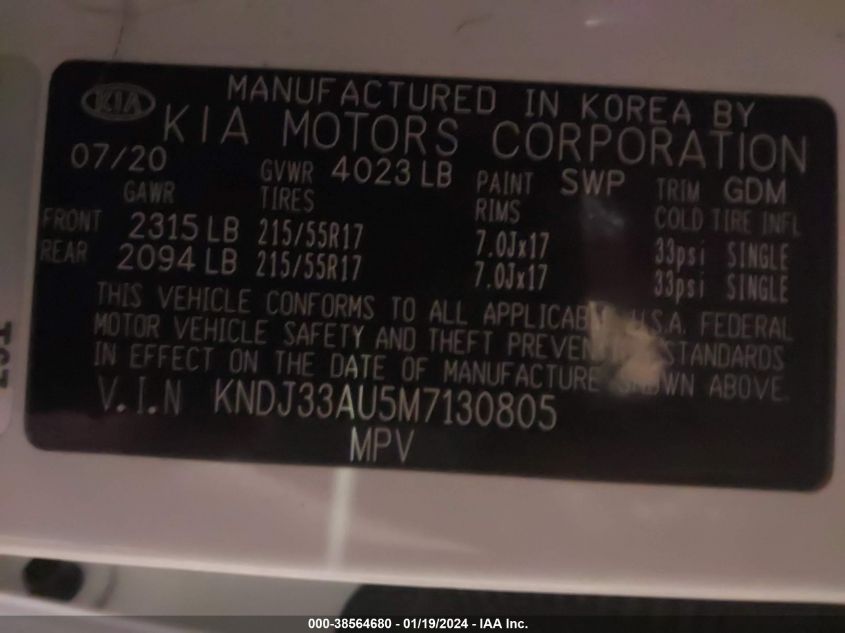 KIA
MANUFACTURED IN KOREA BY
KIA MOTORS CORPORATION
07/20 GVWR 4023 LB PAINT SWP TRIM GDM
GAWR TIRES RIMS COLD TIRE INFL
FRONT 2315 LB 215/55R17 7.0Jx17 33psi SINGLE
REAR 2094 LB 215/55R17 7.0Jx17 33psi SINGLE
THIS VEHICLE CONFORMS TO ALL APPLICAB U.S.A. FEDERAL
MOTOR VEHICLE SAFETY AND THEFT PREVEN STANDARDS
IN EFFECT ON THE DATE OF MANUFACTURE SHOWN ABOVE.
V.I.N KNDJ33AU5M7130805
MPV
000-38564680 - 01/19/2024 - IAA Inc.